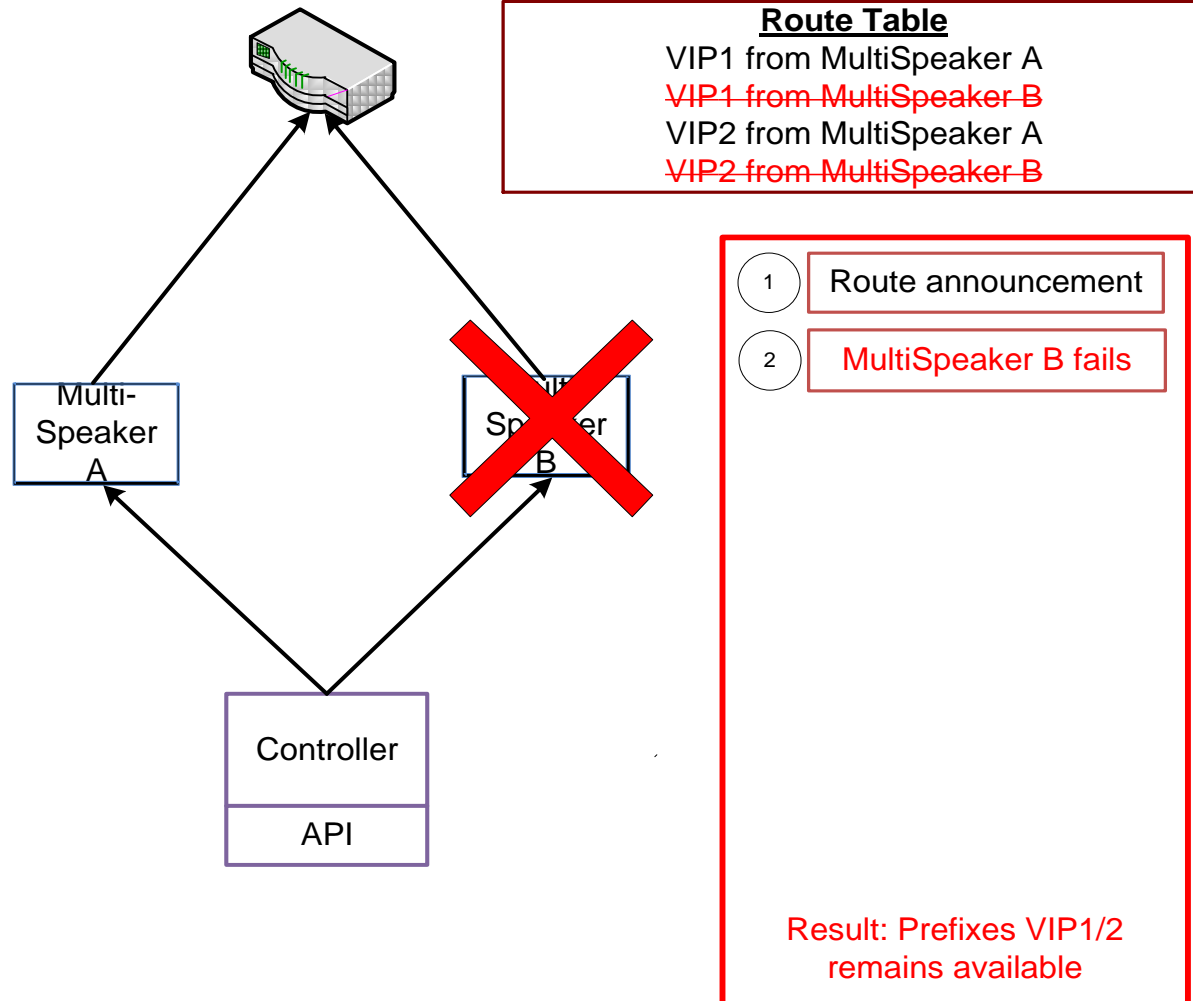 Route Table
VIP1 from MultiSpeaker A
VIP1 from MultiSpeaker B
VIP2 from MultiSpeaker A
VIP2 from MultiSpeaker B
1
Route announcement
2
MultiSpeaker B fails
Multi-
Speaker
A
B
Controller
API
Result: Prefixes VIP1/2
remains available